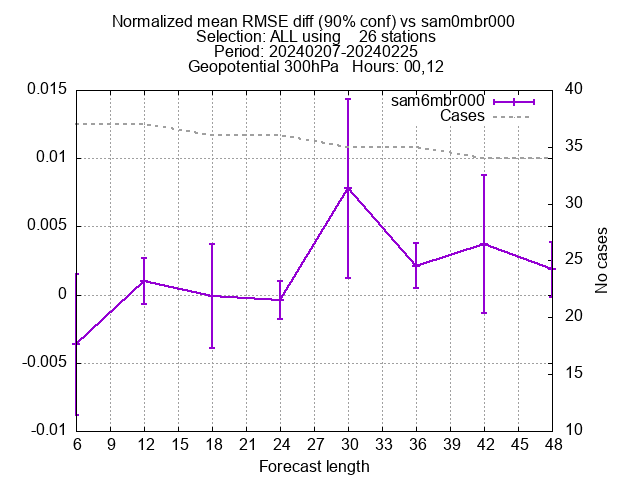 Normalized mean RMSE diff (90% conf) vs sam0mbr000
Selection: ALL using    26 stations
Period: 20240207-20240225
Geopotential 300hPa   Hours: 00,12
sam6mbr000
Cases
0.015
0.01
0.005
0
-0.005
-0.01
40
35
30
25
20
15
10
No cases
6 9 12 15 18 21 24 27 30 33 36 39 42 45 48
Forecast length